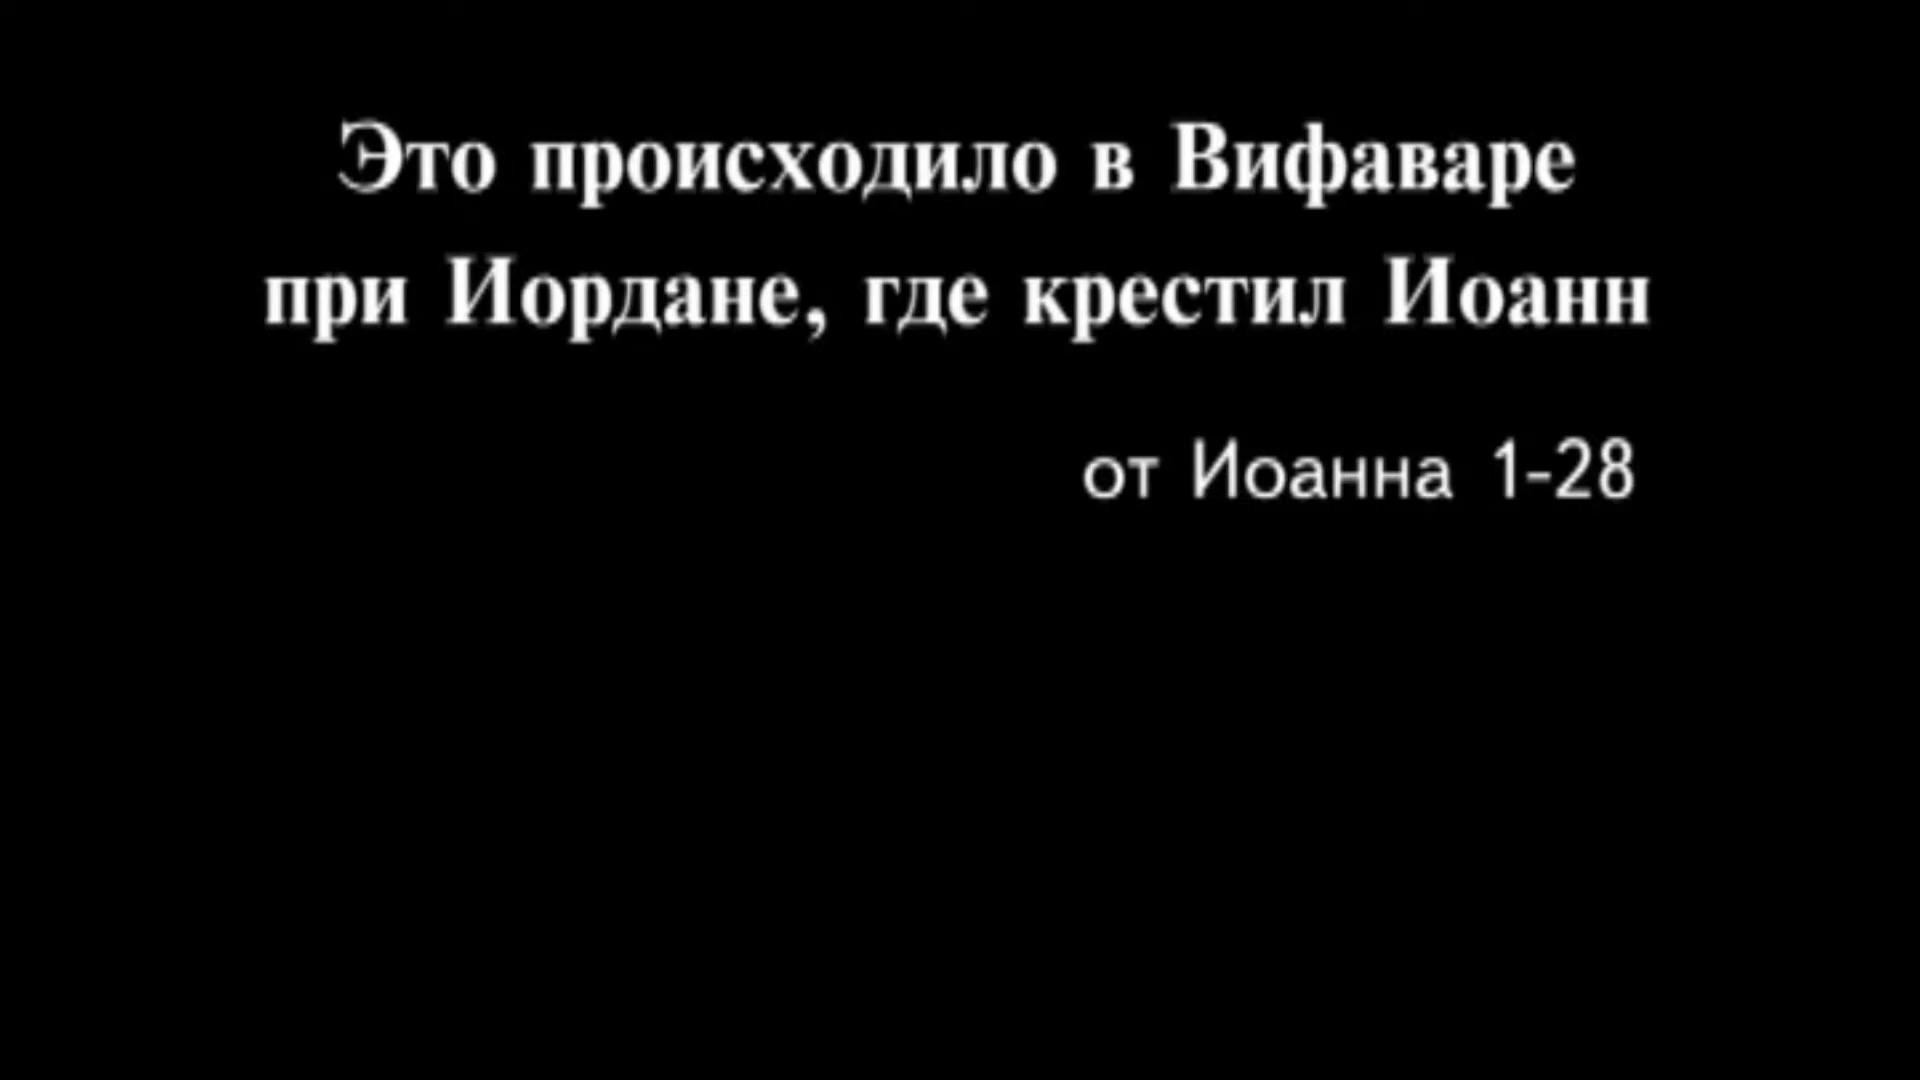 Это происходило в Вифаваре
при Иордане, где крестил Иоанн
от Иоанна 1-28